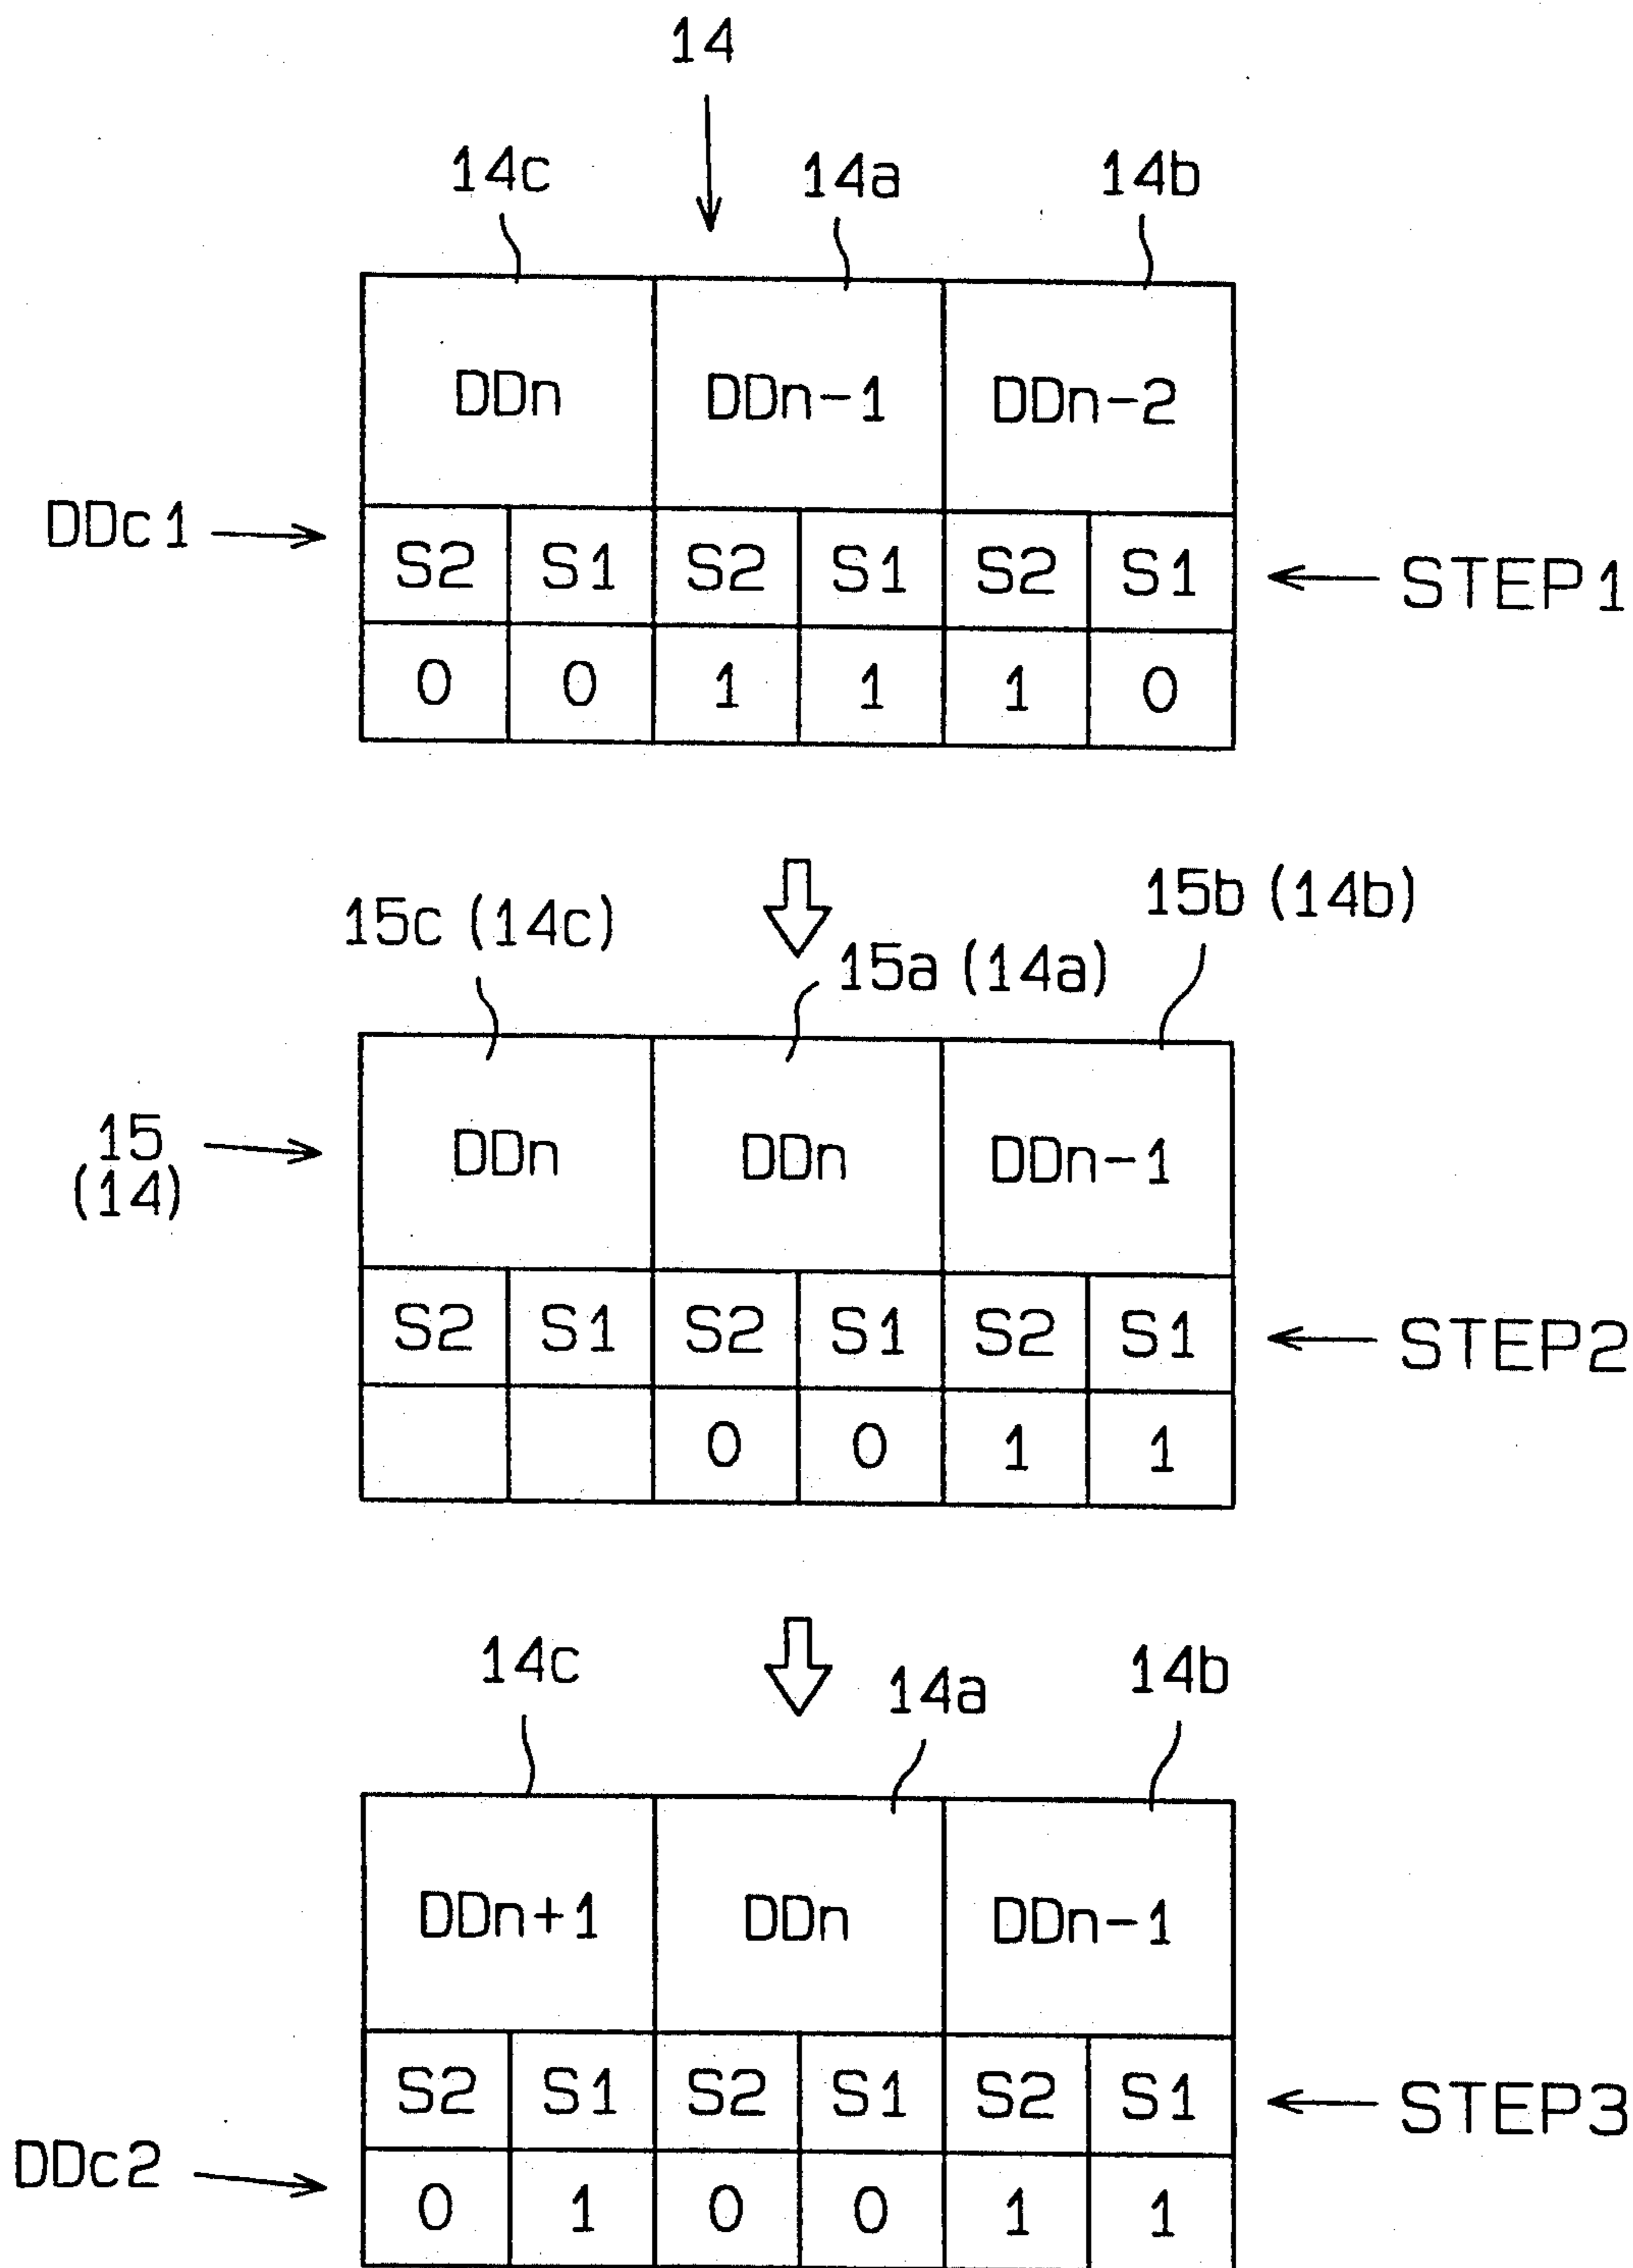 14
14c 14a 14b
DDn DDn-1 DDn-2
DDc1
S2 S1 S2 S1 S2 S1
STEP1
0 0 1 1 1 0
15c (14c) 15a (14a) 15b (14b)
15
(14)
DDn DDn DDn-1
S2 S1 S2 S1 S2 S1
STEP2
0 0 1 1
14c 14a 14b
DDn+1 DDn DDn-1
S2 S1 S2 S1 S2 S1
STEP3
DDc2
0 1 0 0 1 1